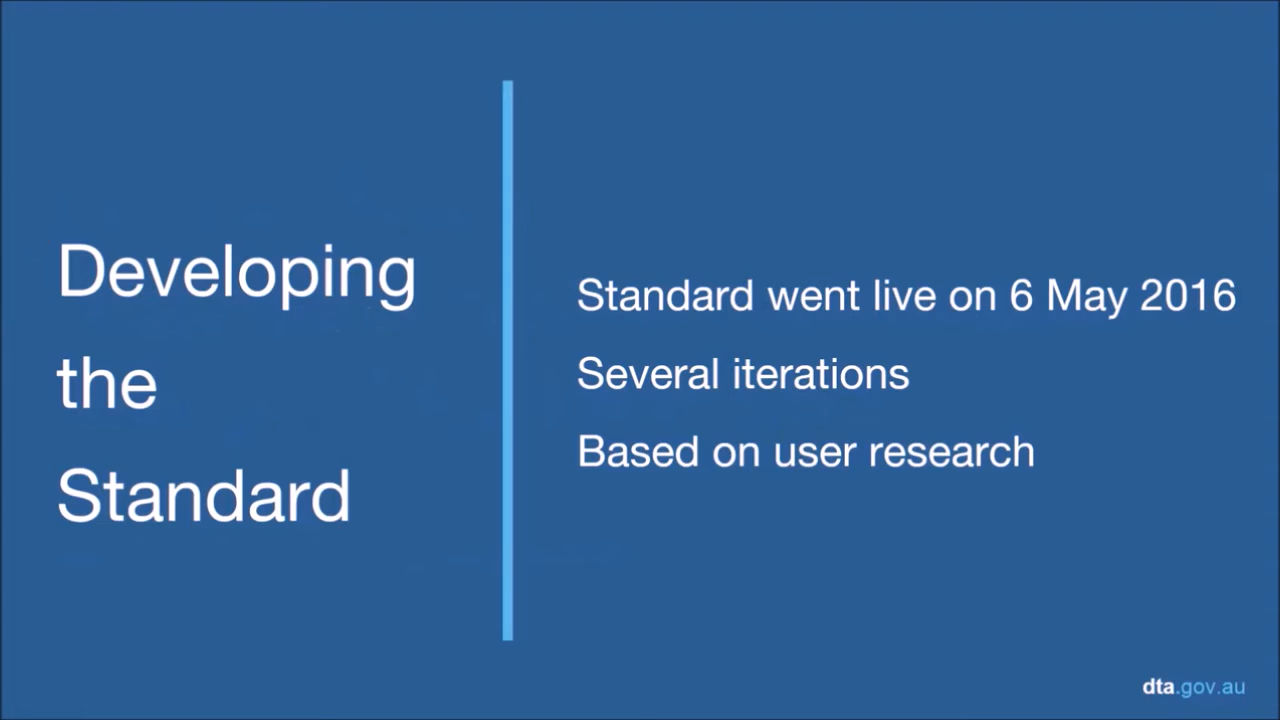 Developing
the
Standard
Standard went live on 6 May 2016
Several iterations
Based on user research
dta.gov.au